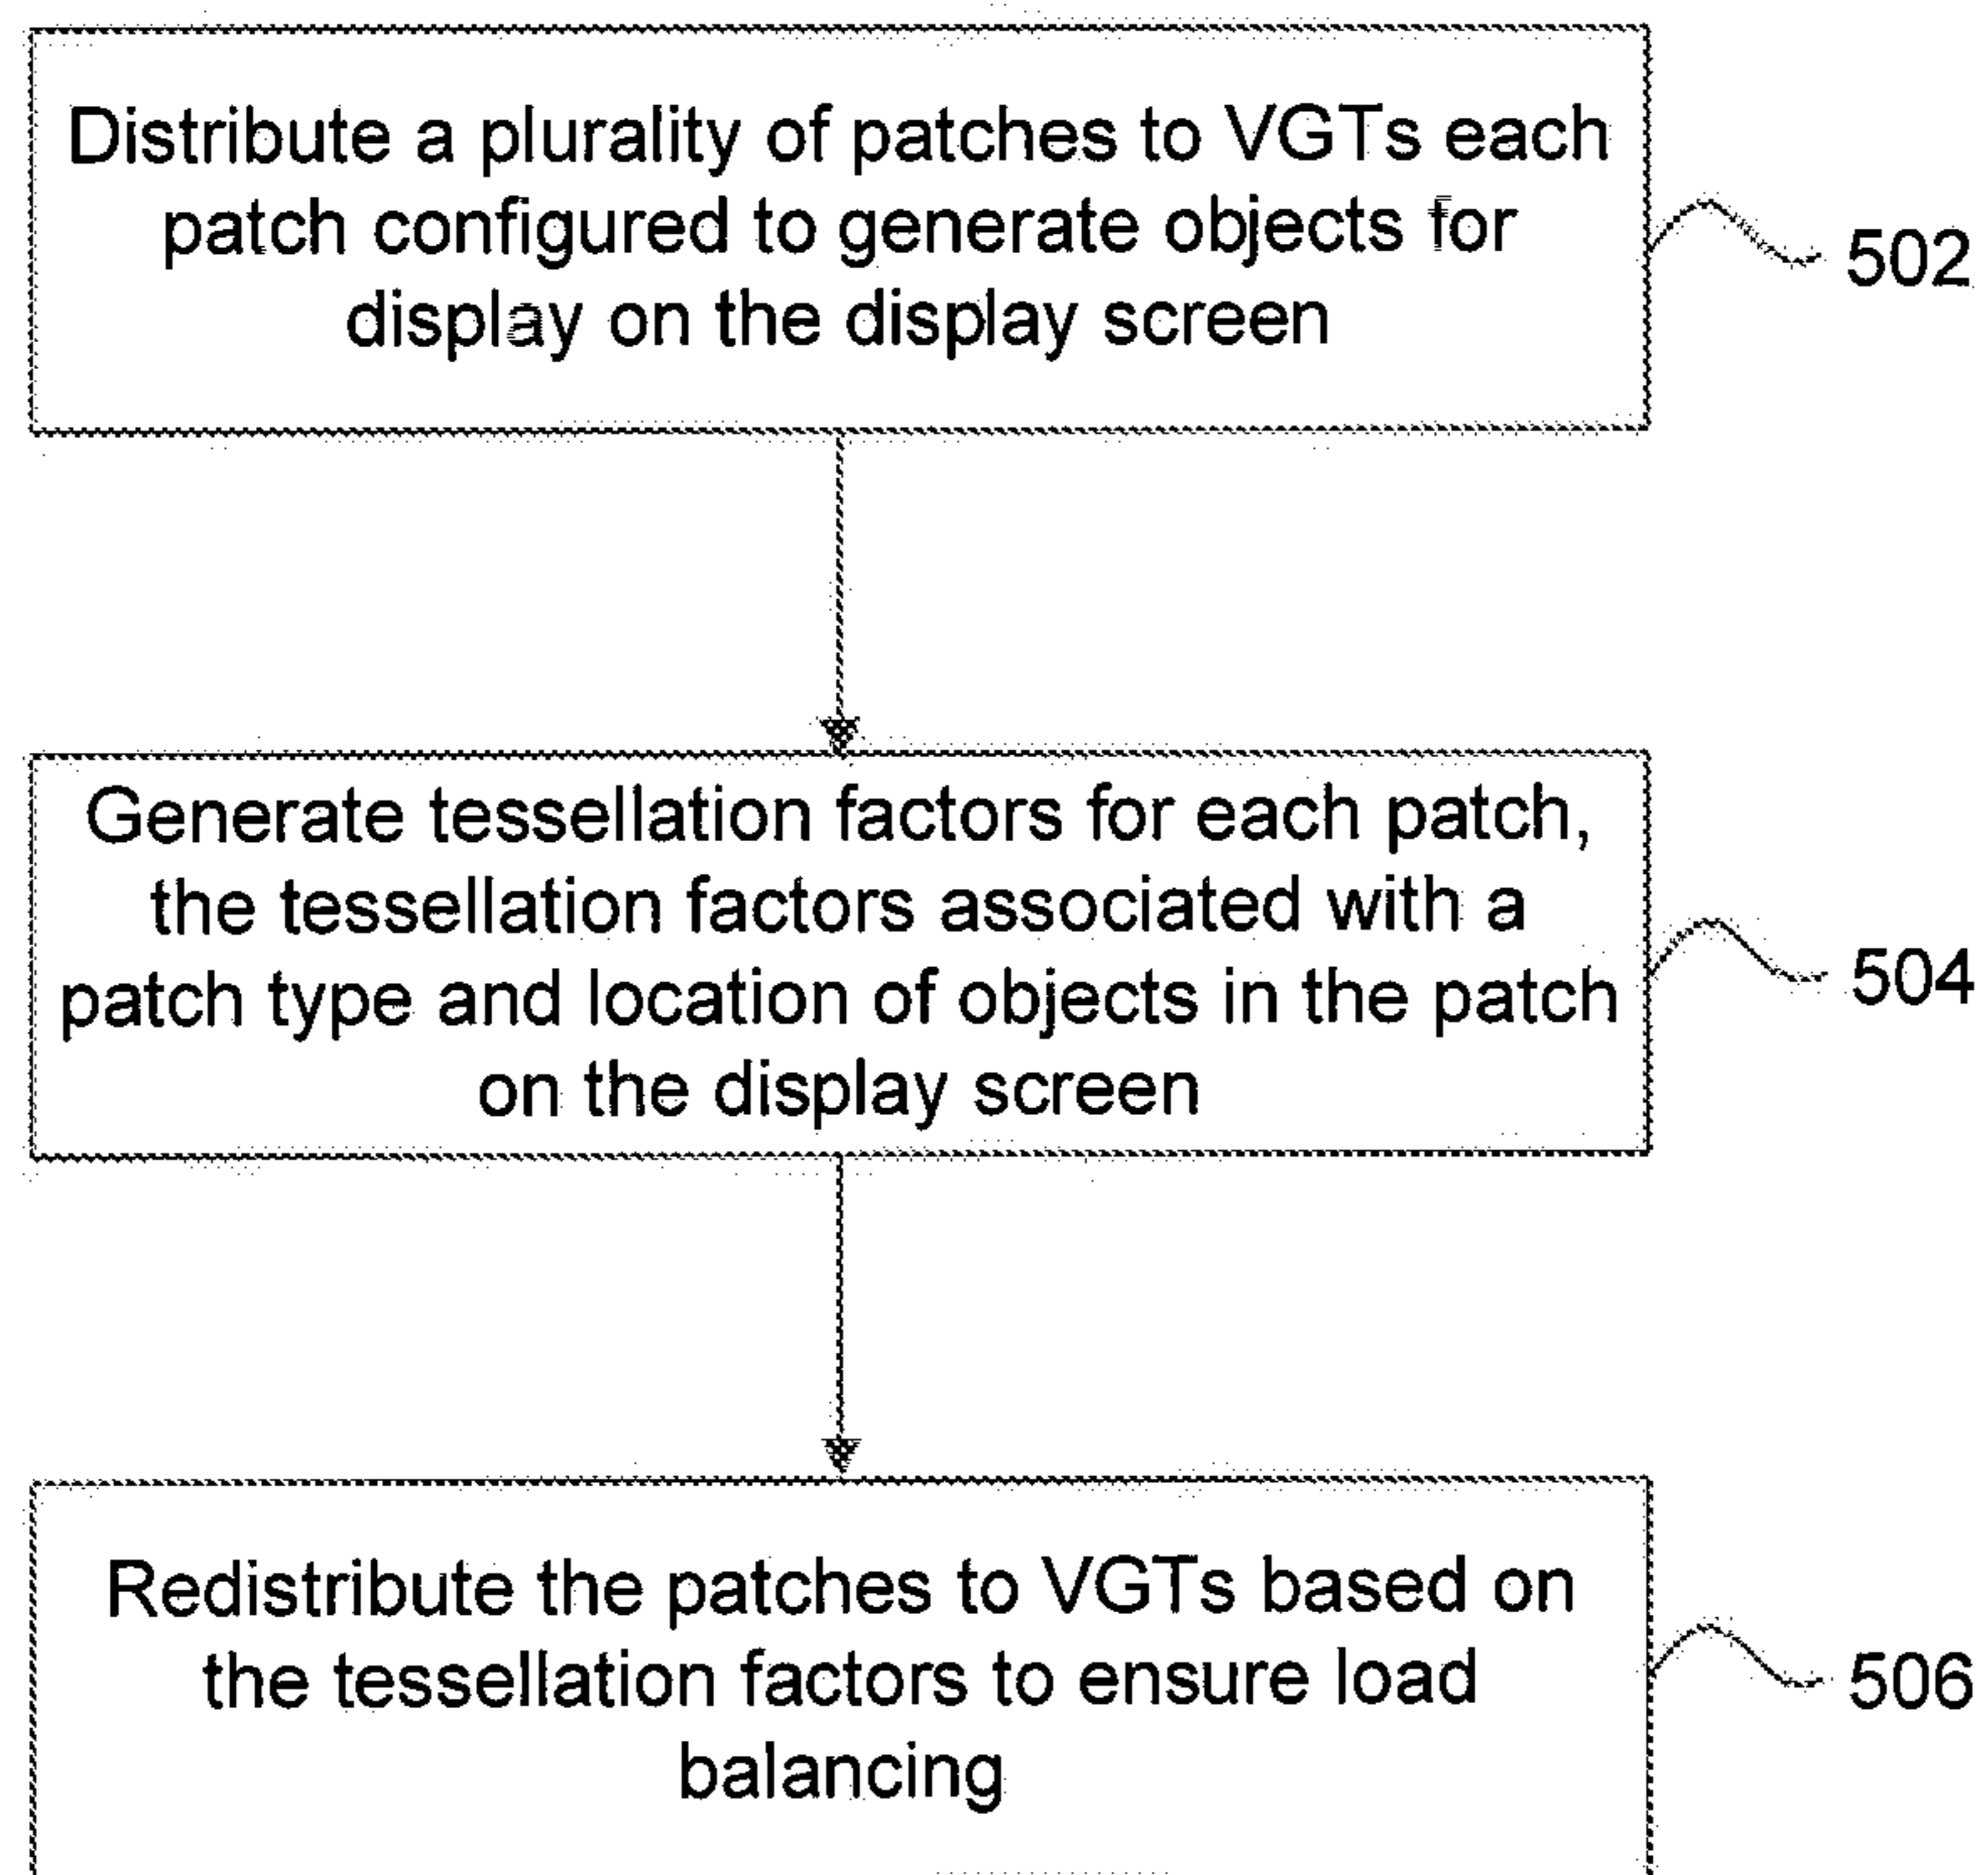 Distribute a plurality of patches to VGTs each
patch configured to generate objects for
display on the display screen
502
Generate tessellation factors for each patch,
the tessellation factors associated with a
patch type and location of objects in the patch
on the display screen
504
Redistribute the patches to VGTs based on
the tessellation factors to ensure load
balancing
506